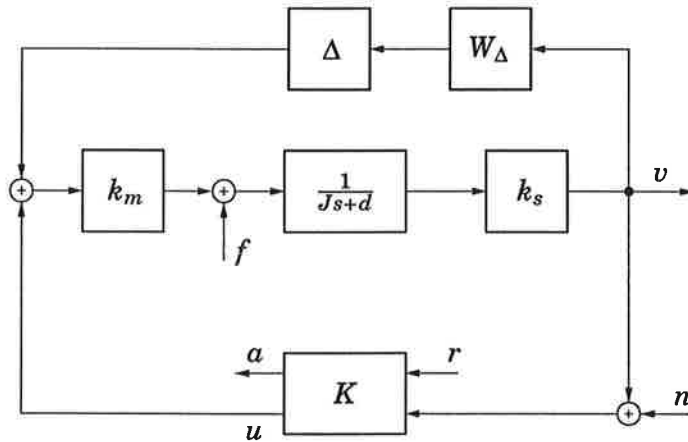 Δ
W_Δ
+
k_m
+
1/(Js+d)
k_s
v
f
a
r
K
u
+
n